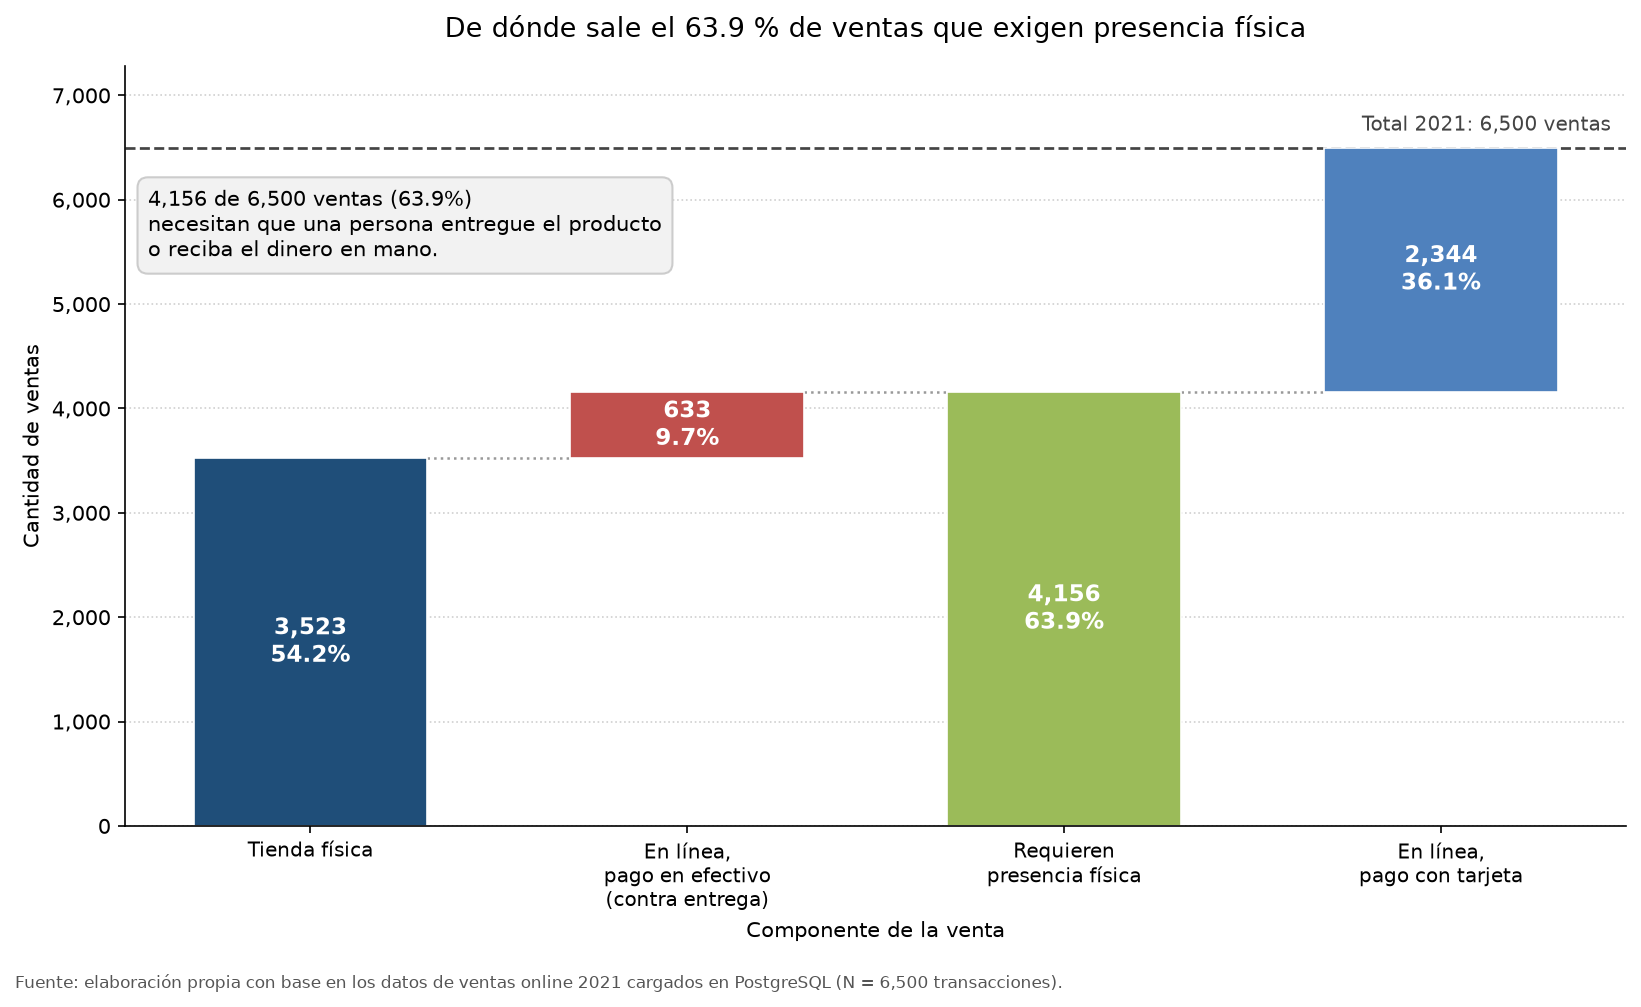 De dónde sale el 63.9 % de ventas que exigen presencia física
Cantidad de ventas
7,000
6,000
5,000
4,000
3,000
2,000
1,000
0
Total 2021: 6,500 ventas
4,156 de 6,500 ventas (63.9%)
necesitan que una persona entregue el producto
o reciba el dinero en mano.
3,523
54.2%
633
9.7%
4,156
63.9%
2,344
36.1%
Tienda física
En línea,
pago en efectivo
(contra entrega)
Requieren
presencia física
En línea,
pago con tarjeta
Componente de la venta
Fuente: elaboración propia con base en los datos de ventas online 2021 cargados en PostgreSQL (N = 6,500 transacciones).